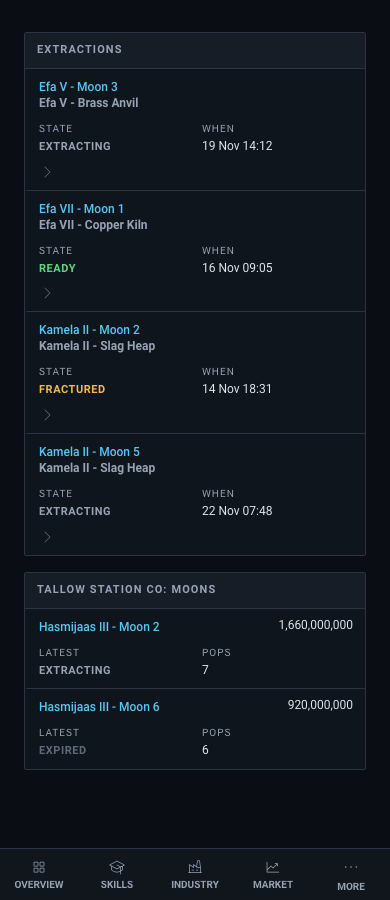 EXTRACTIONS
Efa V - Moon 3
Efa V - Brass Anvil
STATE WHEN
EXTRACTING 19 Nov 14:12
Efa VII - Moon 1
Efa VII - Copper Kiln
STATE WHEN
READY 16 Nov 09:05
Kamela II - Moon 2
Kamela II - Slag Heap
STATE WHEN
FRACTURED 14 Nov 18:31
Kamela II - Moon 5
Kamela II - Slag Heap
STATE WHEN
EXTRACTING 22 Nov 07:48
TALLOW STATION CO: MOONS
Hasmijaas III - Moon 2 1,660,000,000
LATEST POPS
EXTRACTING 7
Hasmijaas III - Moon 6 920,000,000
LATEST POPS
EXPIRED 6
OVERVIEW SKILLS INDUSTRY MARKET MORE